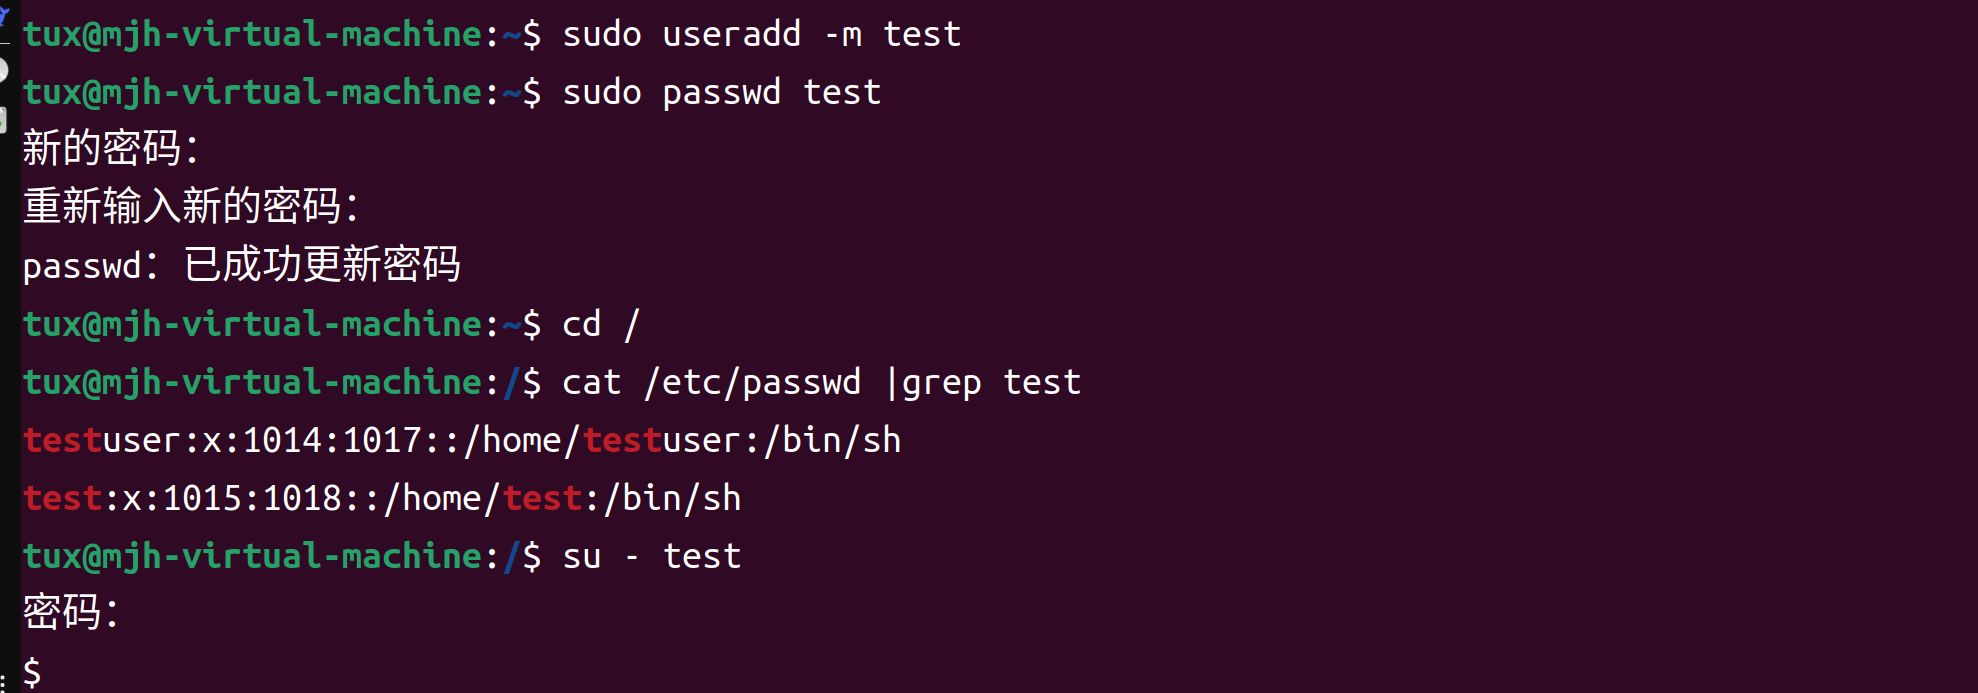 tux@mjh-virtual-machine:~$ sudo useradd -m test
tux@mjh-virtual-machine:~$ sudo passwd test
新的密码：
重新输入新的密码：
passwd：已成功更新密码
tux@mjh-virtual-machine:~$ cd /
tux@mjh-virtual-machine:/$ cat /etc/passwd |grep test
testuser:x:1014:1017::/home/testuser:/bin/sh
test:x:1015:1018::/home/test:/bin/sh
tux@mjh-virtual-machine:/$ su - test
密码：
$